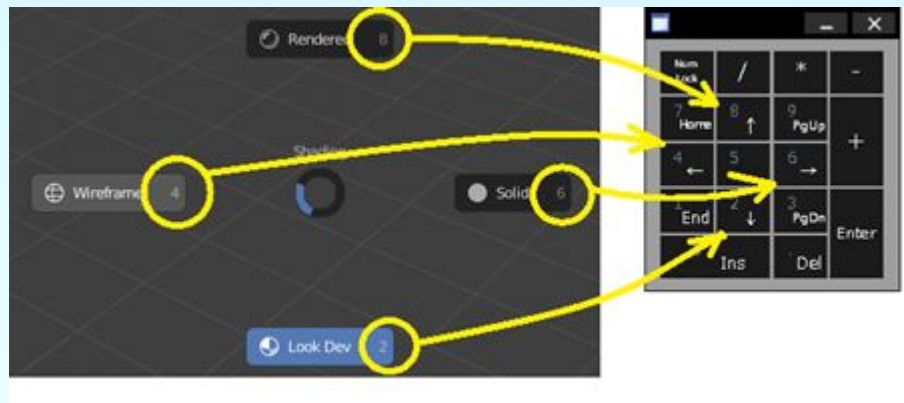 Rendered 8
Shading
Wireframe 4
Solid 6
Look Dev 2
Num Lock / * -
7 Home 8 ↑ 9 PgUp +
4 ← 5 6 →
1 End 2 ↓ 3 PgDn Enter
Ins . Del